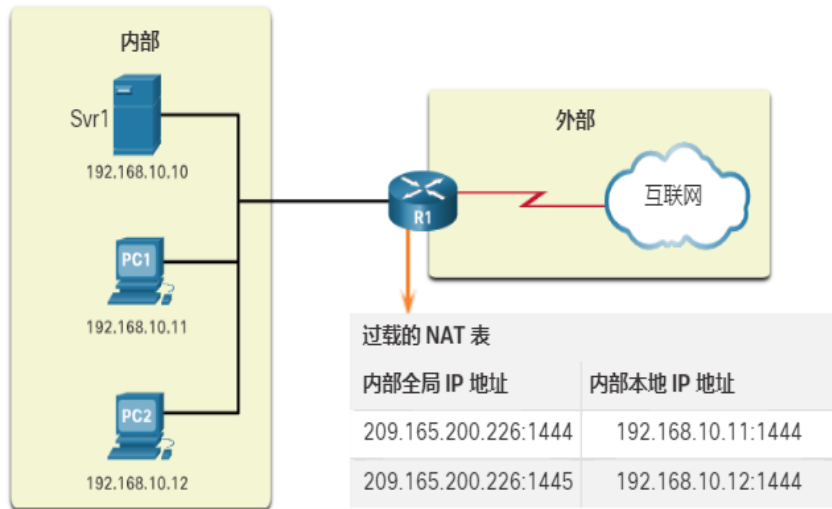 内部
Svr1
192.168.10.10
PC1
192.168.10.11
PC2
192.168.10.12
外部
互联网
R1
过载的 NAT 表
内部全局 IP 地址 内部本地 IP 地址
209.165.200.226:1444 192.168.10.11:1444
209.165.200.226:1445 192.168.10.12:1444